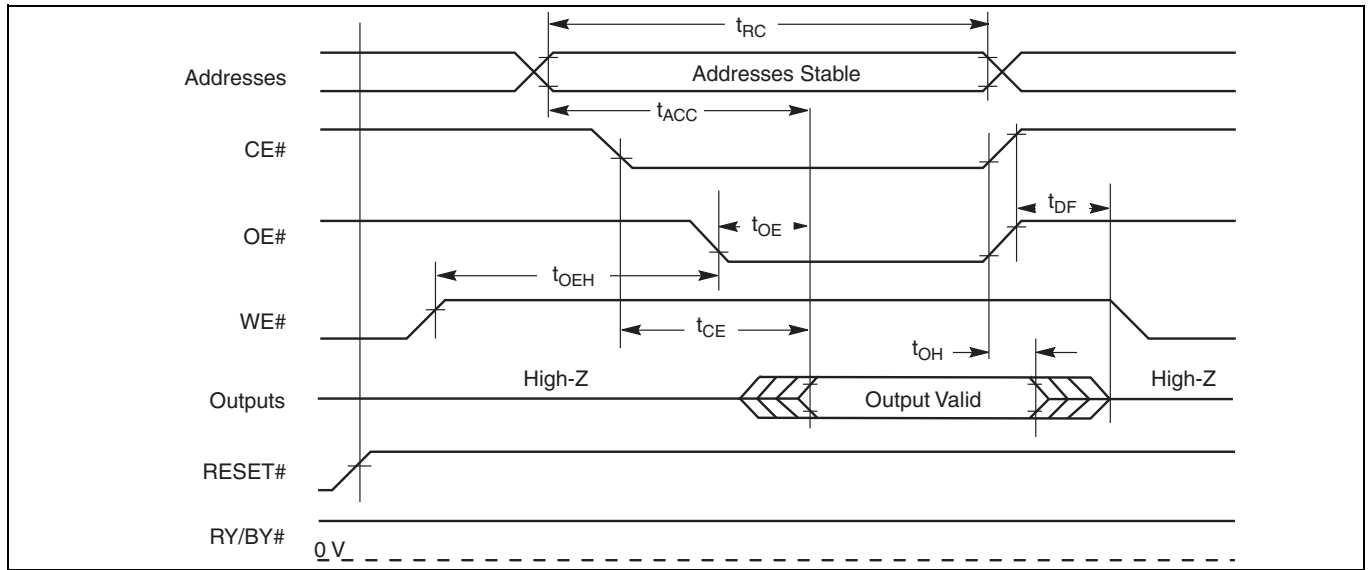 tRC
Addresses
Addresses Stable
tACC
CE#
tDF
OE#
tOE
tOEH
WE#
tCE
tOH
High-Z
High-Z
Outputs
Output Valid
RESET#
RY/BY#
0 V